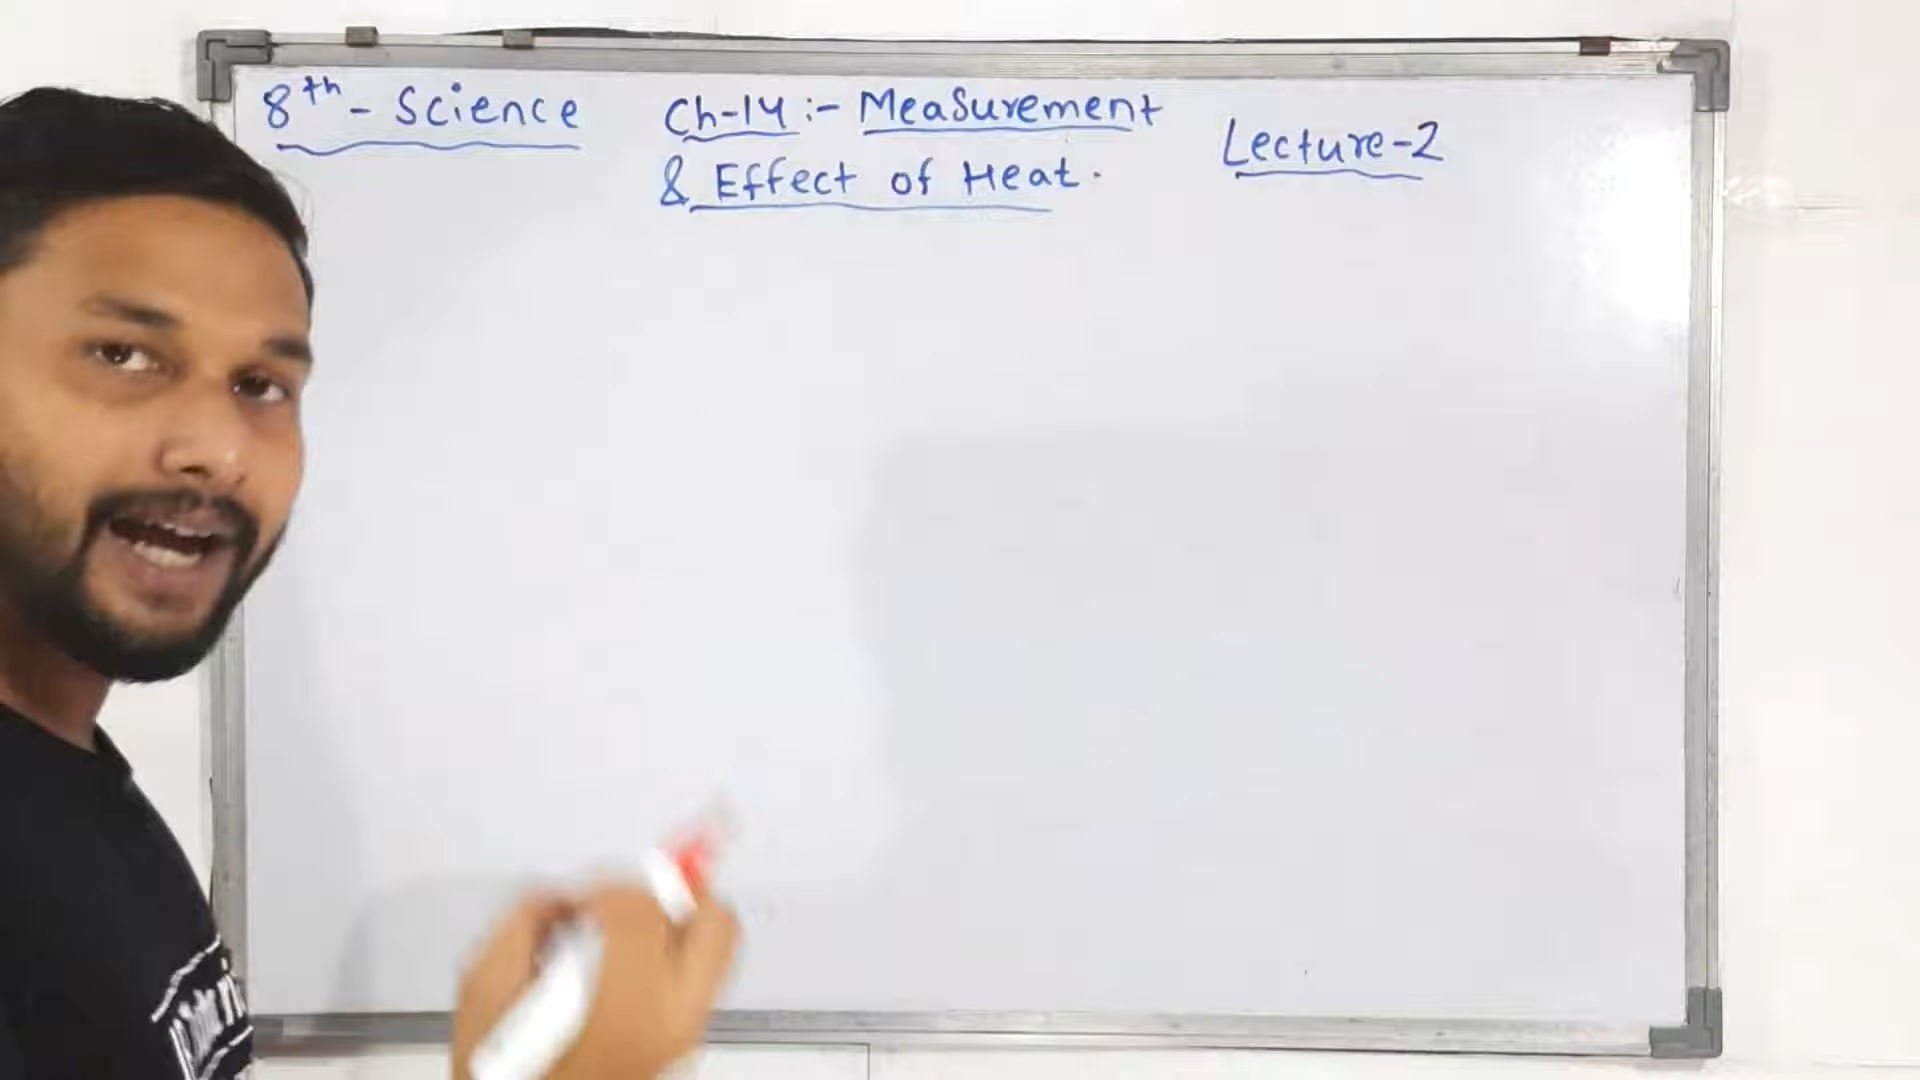 8th - Science
Ch-14 :- Measurement
& Effect of Heat.
Lecture-2